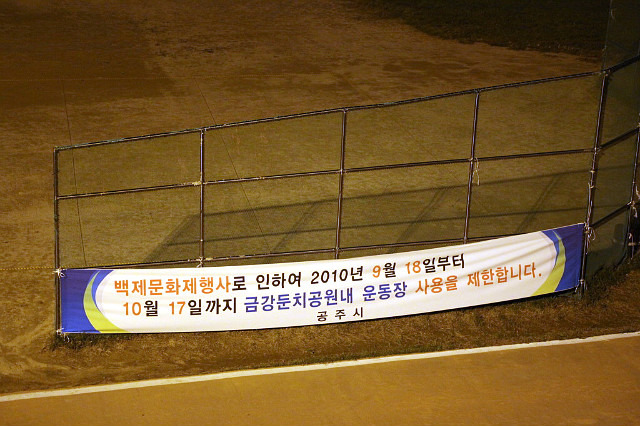 백제문화제행사로 인하여 2010년 9월 18일부터
10월 17일까지 금강둔치공원내 운동장 사용을 제한합니다.
공주시